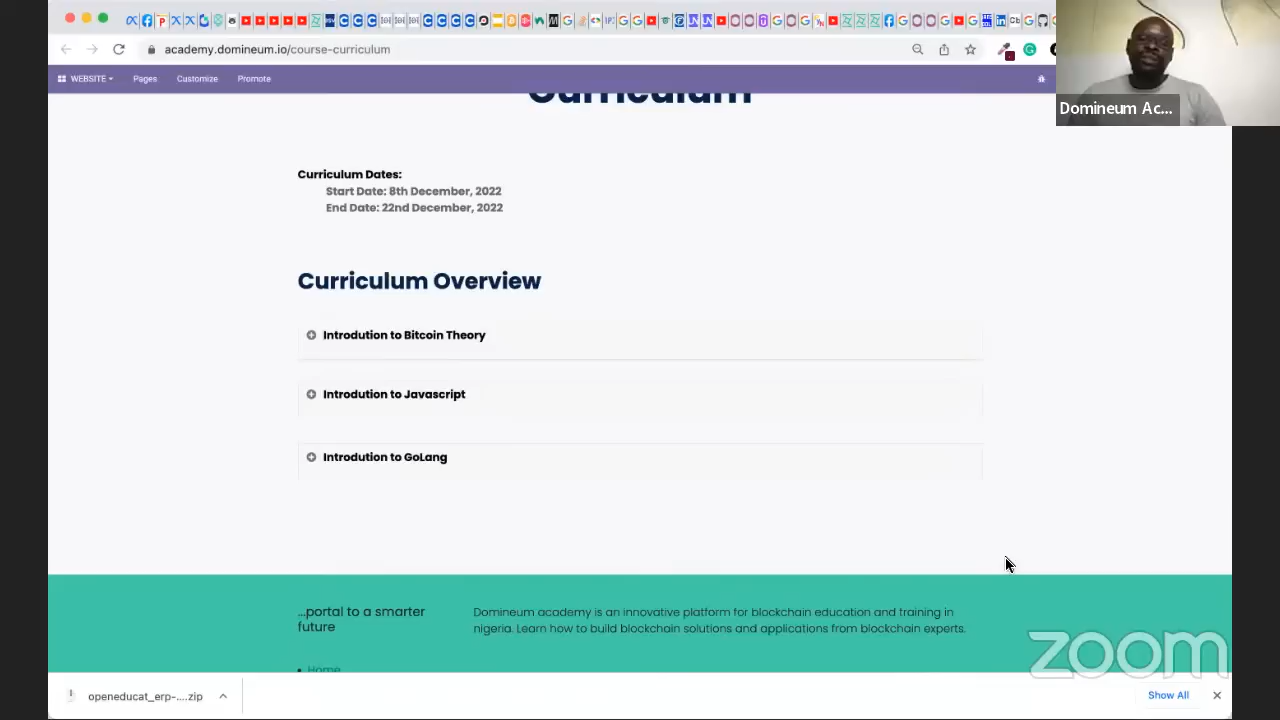 academy.domineum.io/course-curriculum
WEBSITE
Pages
Customize
Promote
Domineum Ac...
Curriculum
Curriculum Dates:
Start Date: 8th December, 2022
End Date: 22nd December, 2022
Curriculum Overview
Introdution to Bitcoin Theory
Introdution to Javascript
Introdution to GoLang
...portal to a smarter
future
Domineum academy is an innovative platform for blockchain education and training in
nigeria. Learn how to build blockchain solutions and applications from blockchain experts.
Home
zoom
openeducat_erp-....zip
Show All